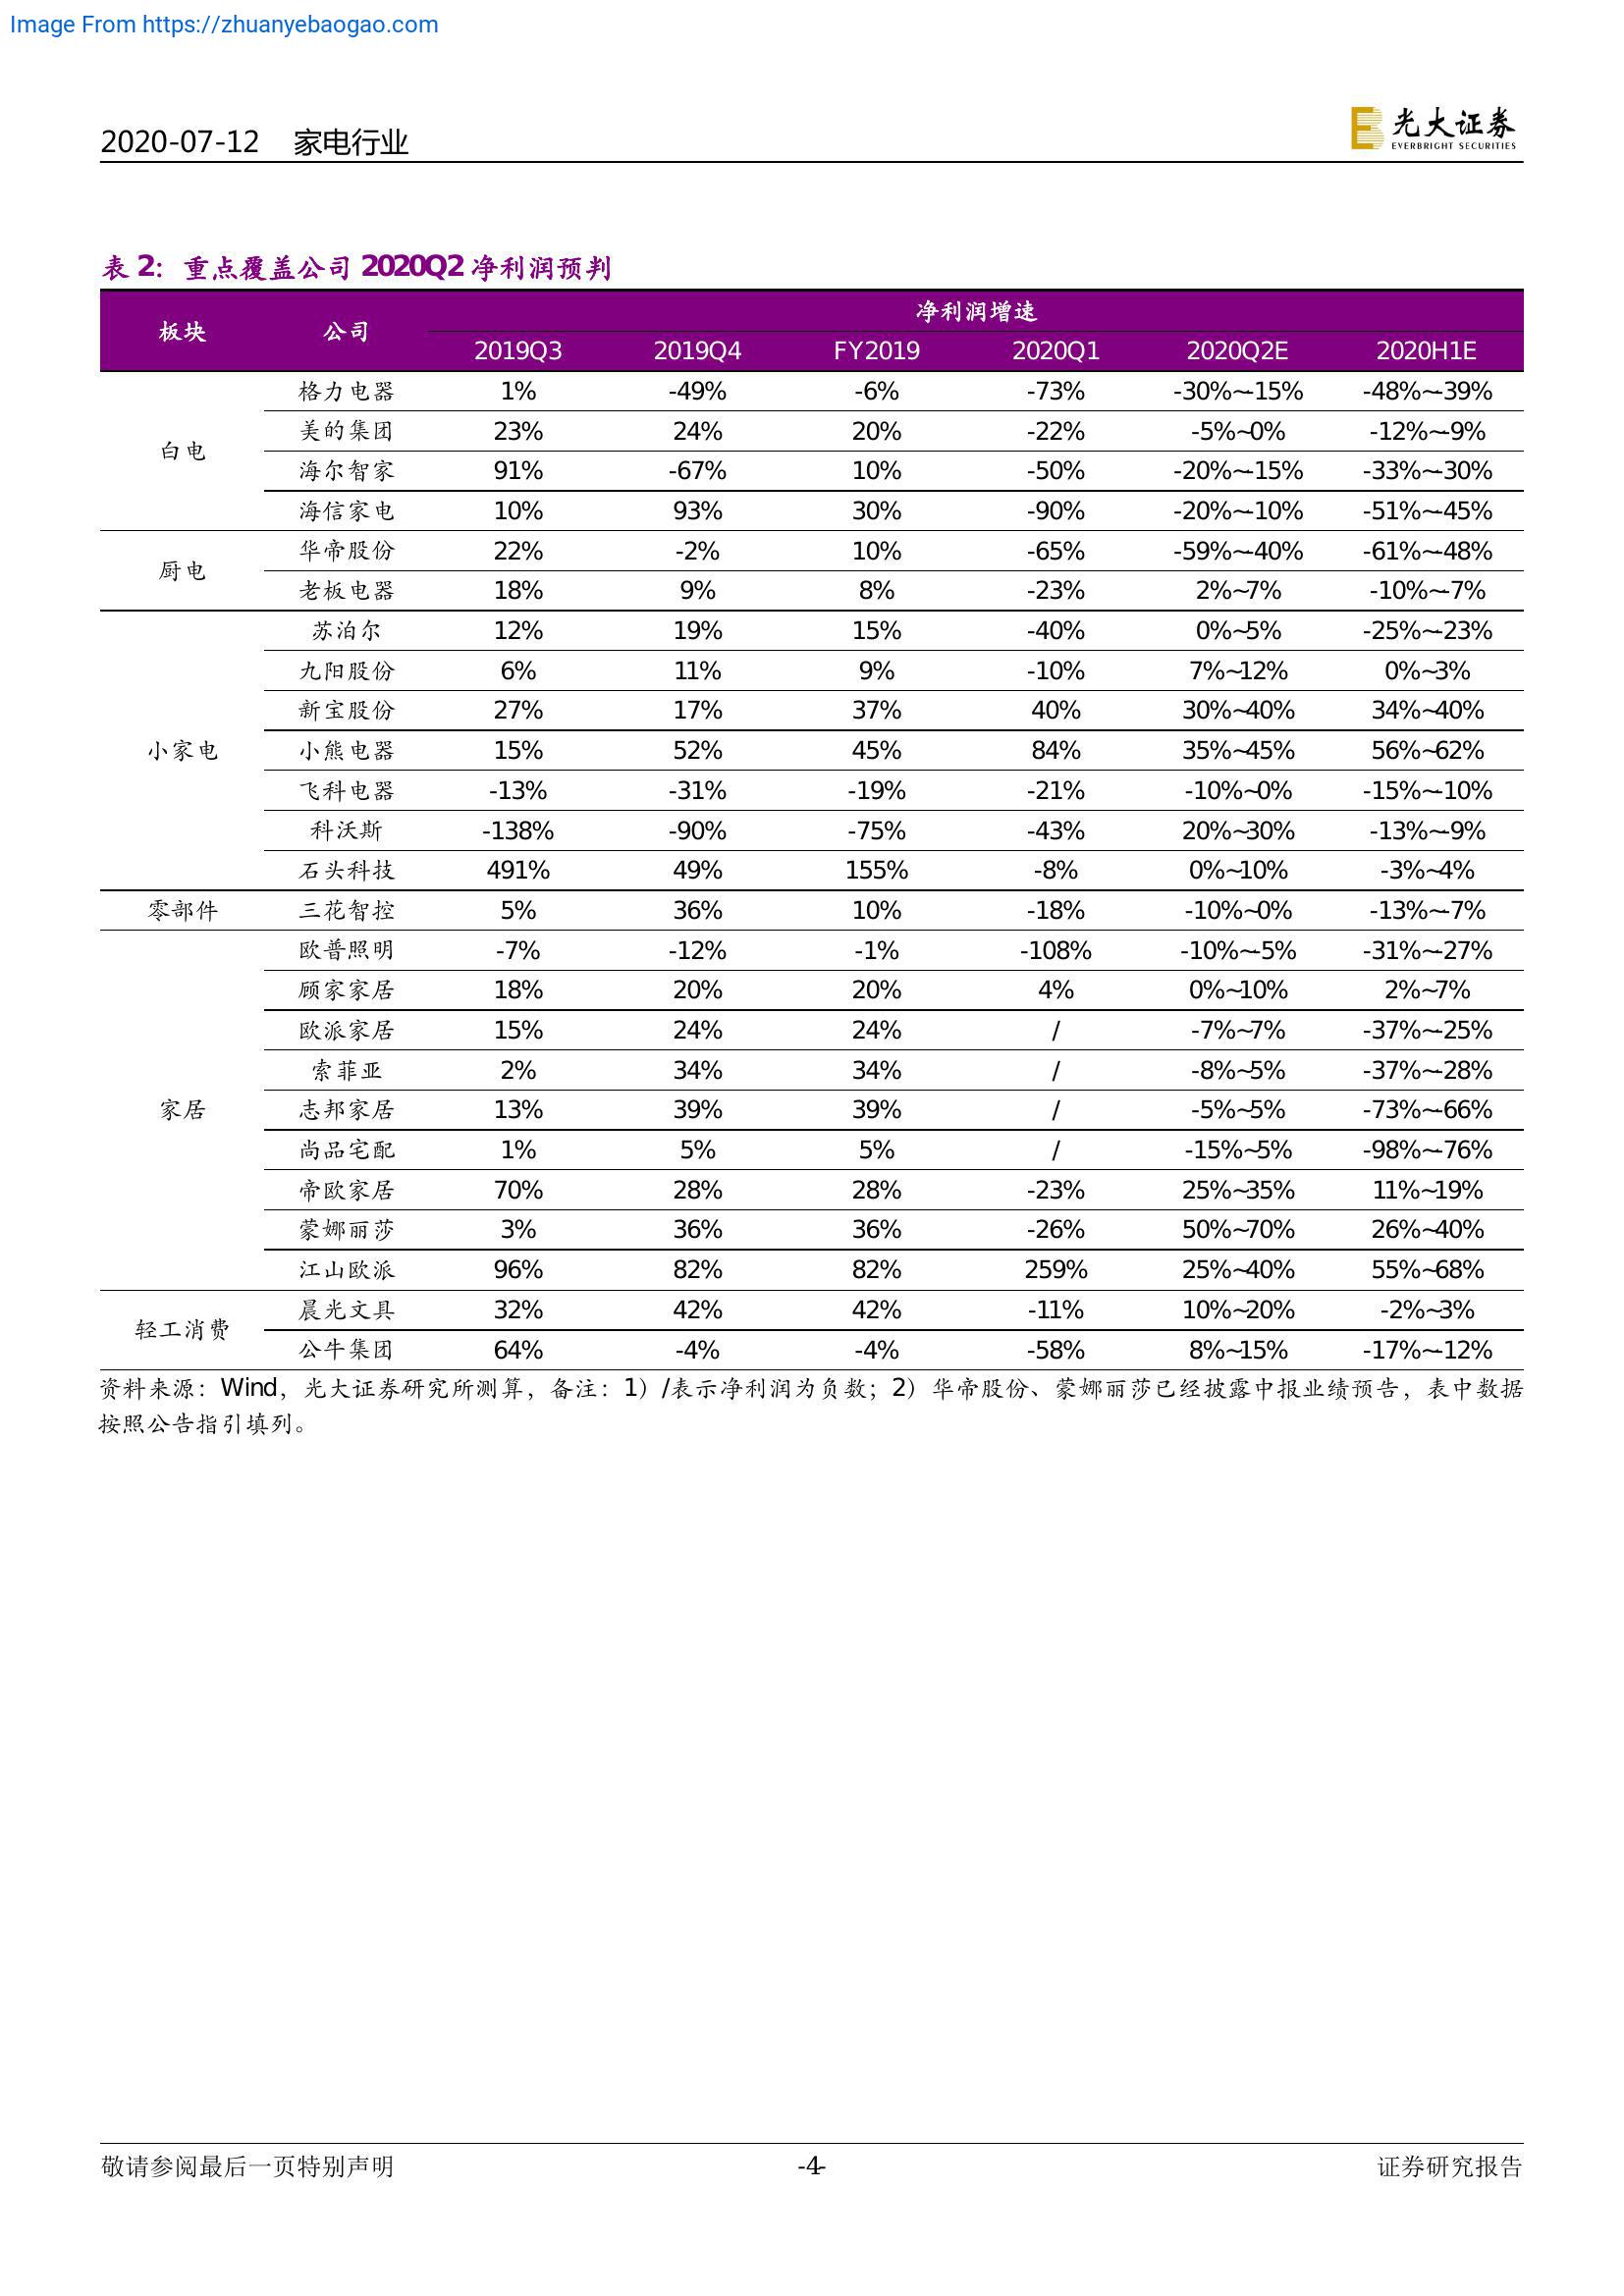 Image From https://zhuanyebaogao.com
2020-07-12 家电行业
光大证券
EVERBRIGHT SECURITIES
表 2：重点覆盖公司 2020Q2 净利润预判
板块 公司 净利润增速
2019Q3 2019Q4 FY2019 2020Q1 2020Q2E 2020H1E
白电 格力电器 1% -49% -6% -73% -30%~-15% -48%~-39%
美的集团 23% 24% 20% -22% -5%~0% -12%~-9%
海尔智家 91% -67% 10% -50% -20%~-15% -33%~-30%
海信家电 10% 93% 30% -90% -20%~-10% -51%~-45%
厨电 华帝股份 22% -2% 10% -65% -59%~-40% -61%~-48%
老板电器 18% 9% 8% -23% 2%~7% -10%~-7%
小家电 苏泊尔 12% 19% 15% -40% 0%~5% -25%~-23%
九阳股份 6% 11% 9% -10% 7%~12% 0%~3%
新宝股份 27% 17% 37% 40% 30%~40% 34%~40%
小熊电器 15% 52% 45% 84% 35%~45% 56%~62%
飞科电器 -13% -31% -19% -21% -10%~0% -15%~-10%
科沃斯 -138% -90% -75% -43% 20%~30% -13%~-9%
石头科技 491% 49% 155% -8% 0%~10% -3%~4%
零部件 三花智控 5% 36% 10% -18% -10%~0% -13%~-7%
家居 欧普照明 -7% -12% -1% -108% -10%~-5% -31%~-27%
顾家家居 18% 20% 20% 4% 0%~10% 2%~7%
欧派家居 15% 24% 24% / -7%~7% -37%~-25%
索菲亚 2% 34% 34% / -8%~5% -37%~-28%
志邦家居 13% 39% 39% / -5%~5% -73%~-66%
尚品宅配 1% 5% 5% / -15%~5% -98%~-76%
帝欧家居 70% 28% 28% -23% 25%~35% 11%~19%
蒙娜丽莎 3% 36% 36% -26% 50%~70% 26%~40%
江山欧派 96% 82% 82% 259% 25%~40% 55%~68%
轻工消费 晨光文具 32% 42% 42% -11% 10%~20% -2%~3%
公牛集团 64% -4% -4% -58% 8%~15% -17%~-12%
资料来源：Wind，光大证券研究所测算，备注：1）/表示净利润为负数；2）华帝股份、蒙娜丽莎已经披露中报业绩预告，表中数据
按照公告指引填列。
敬请参阅最后一页特别声明 -4- 证券研究报告